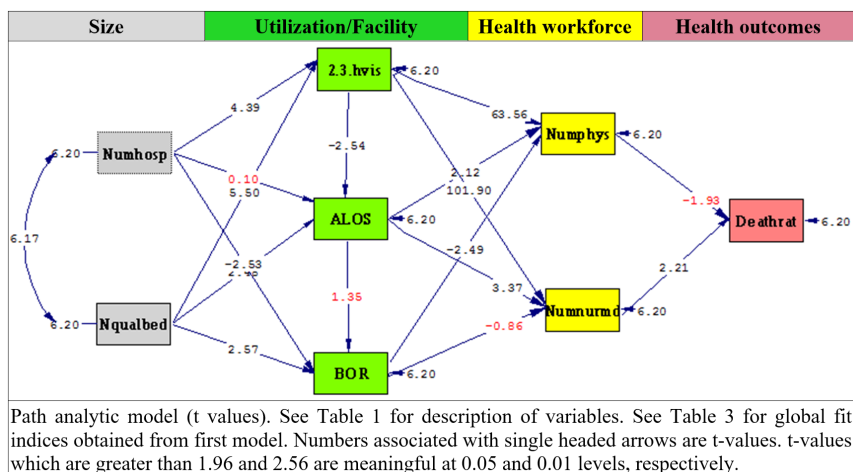 Size Utilization/Facility Health workforce Health outcomes
2.3.hvis 6.20
4.39
63.56
6.20 Numhosp -2.54 Numphys 6.20
0.10 2.12
5.50 101.90 -1.93
ALOS 6.20 Deathrat 6.20
6.17
-2.53 -2.49
3.37 2.21
1.35
6.20 Nqualbed Numnurmd 6.20
-0.86
2.57
BOR 6.20
Path analytic model (t values). See Table 1 for description of variables. See Table 3 for global fit
indices obtained from first model. Numbers associated with single headed arrows are t-values. t-values
which are greater than 1.96 and 2.56 are meaningful at 0.05 and 0.01 levels, respectively.